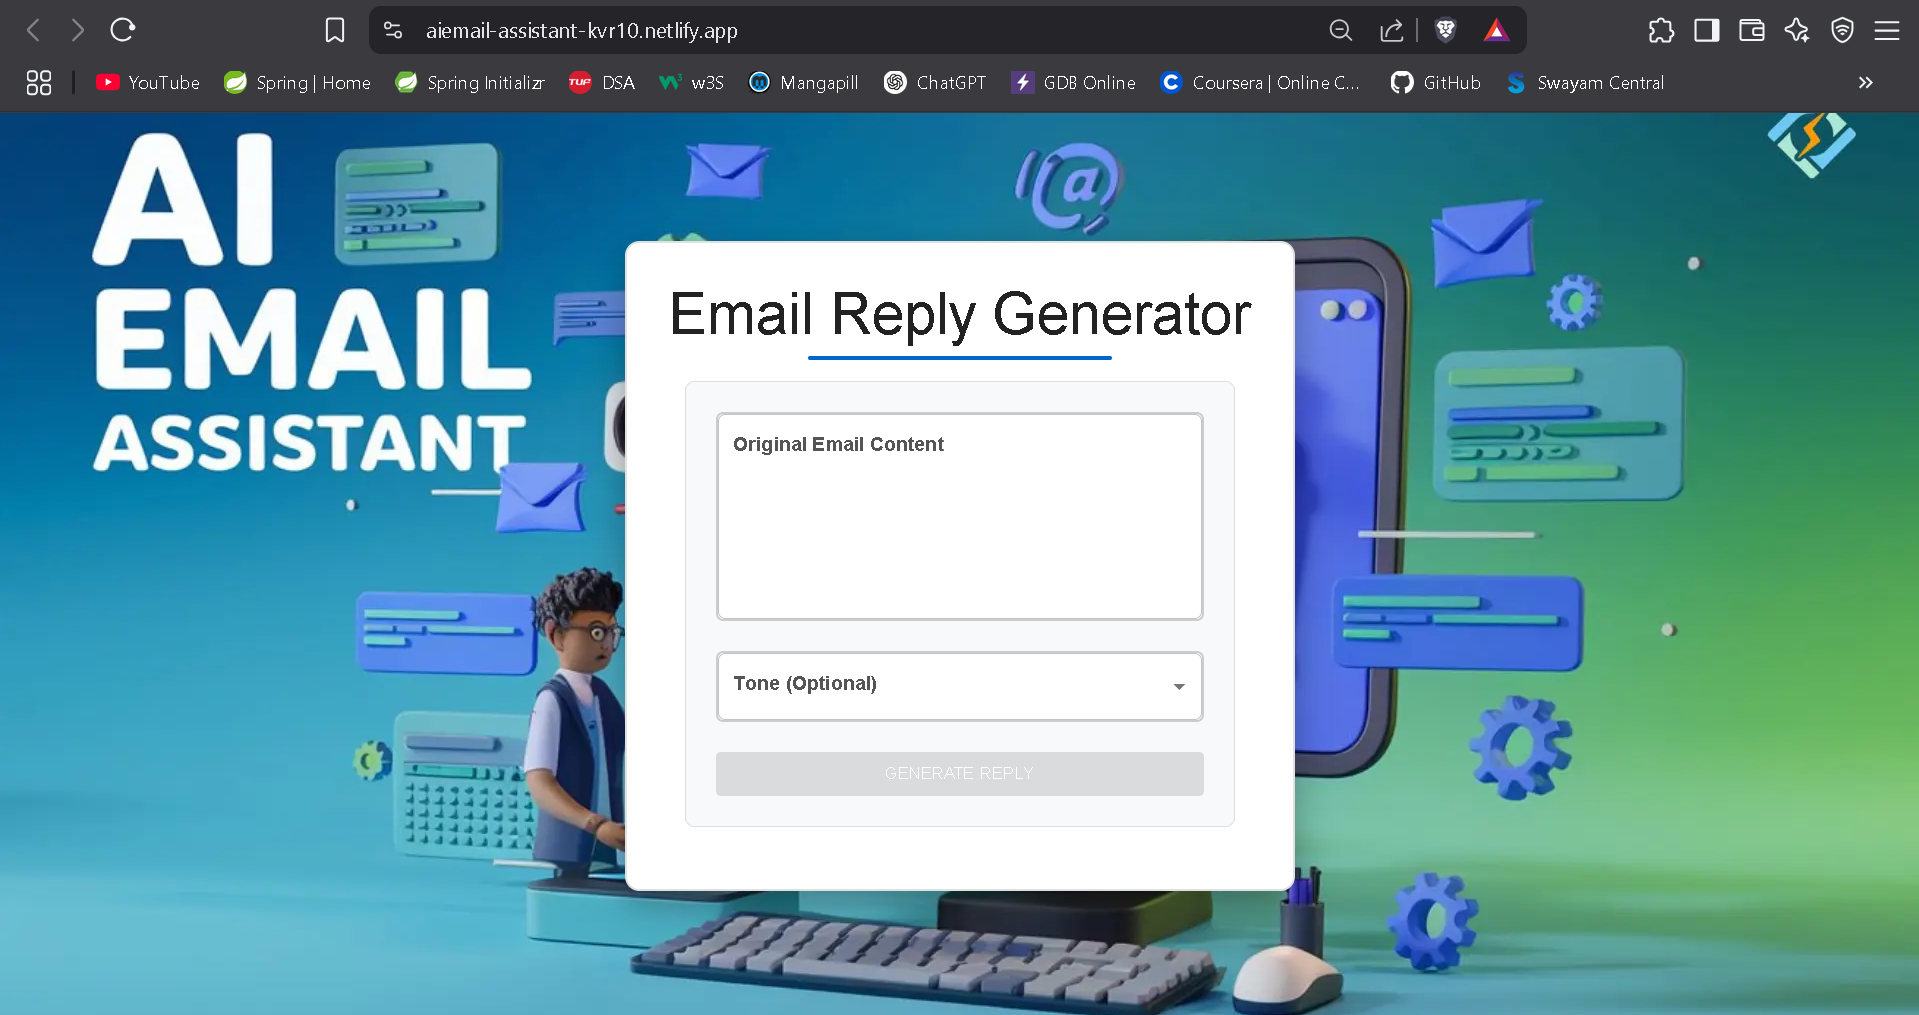 aiemail-assistant-kvr10.netlify.app
YouTube Spring | Home Spring Initializr TUF DSA w3S Mangapill ChatGPT GDB Online Coursera | Online C... GitHub Swayam Central
AI
EMAIL
ASSISTANT
@
Email Reply Generator
Original Email Content
Tone (Optional)
GENERATE REPLY